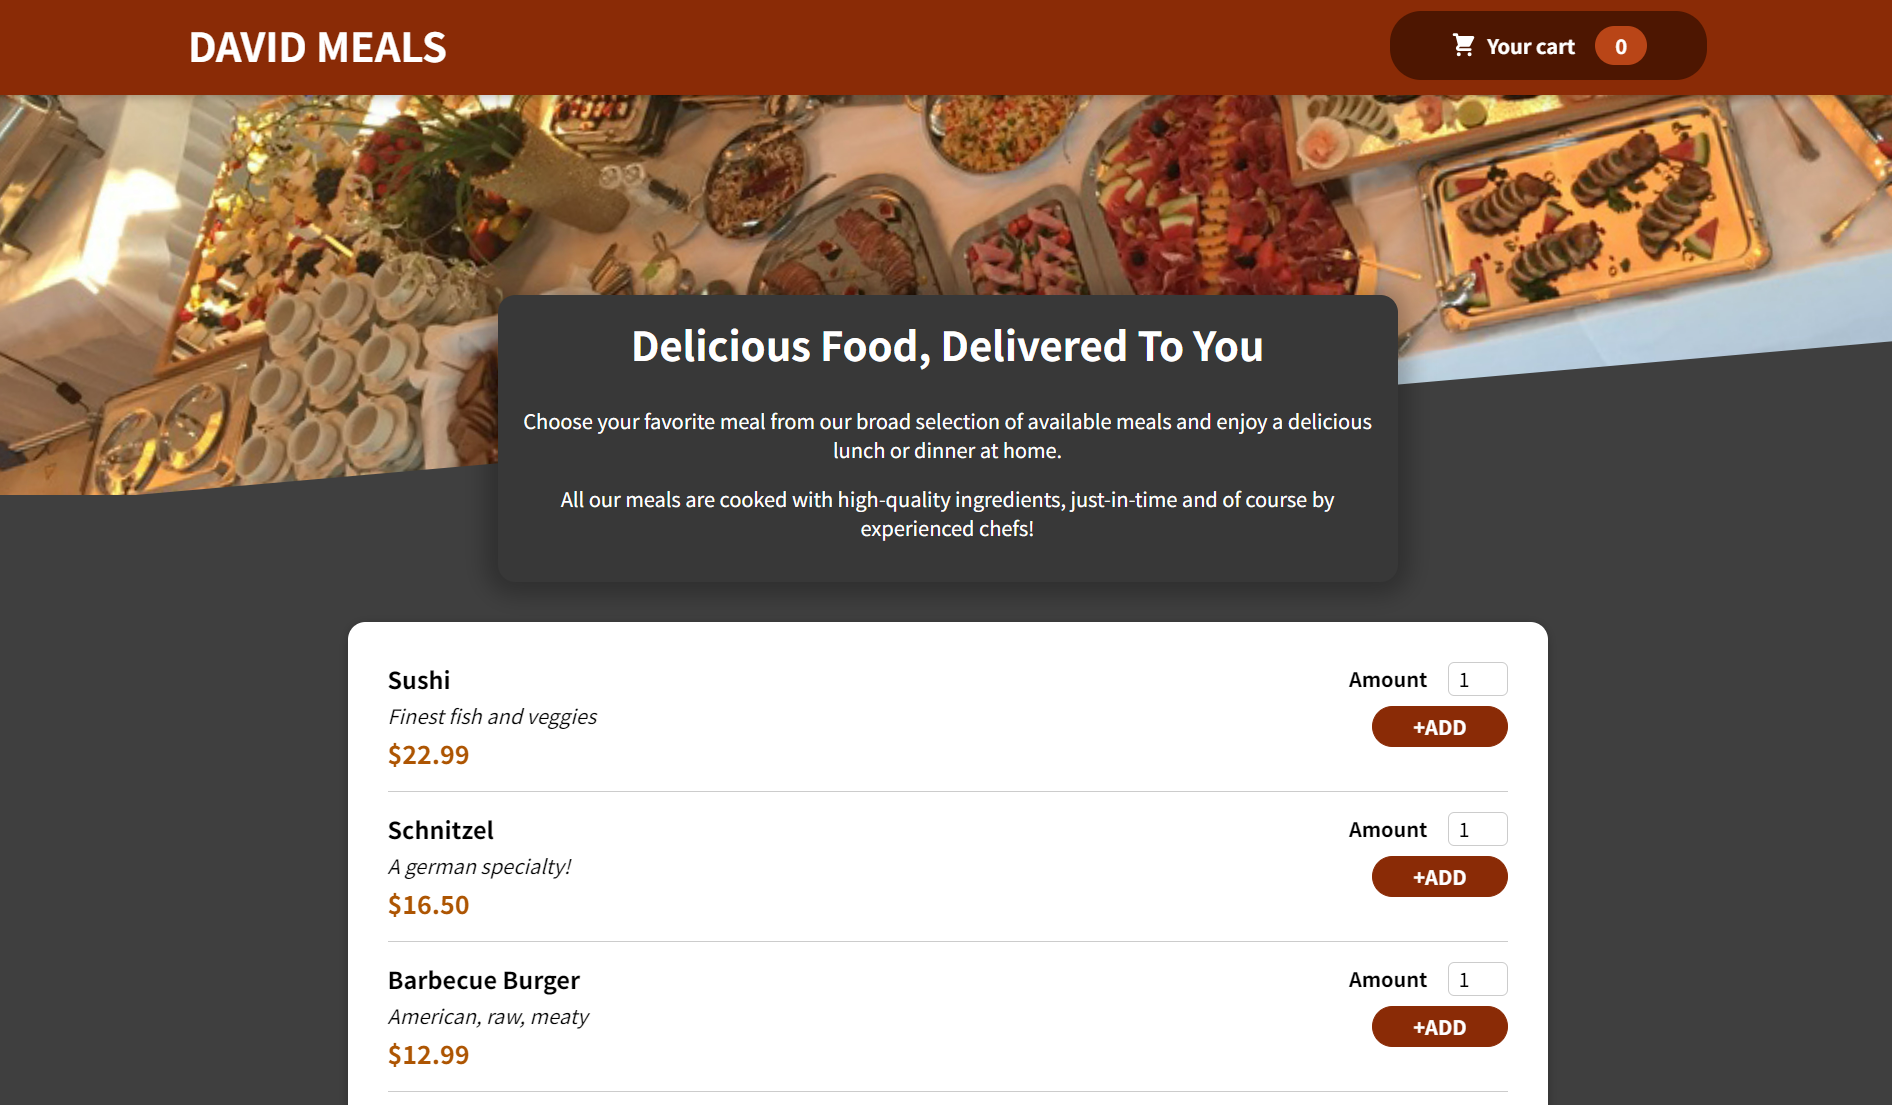 DAVID MEALS
Your cart 0
Delicious Food, Delivered To You
Choose your favorite meal from our broad selection of available meals and enjoy a delicious
lunch or dinner at home.
All our meals are cooked with high-quality ingredients, just-in-time and of course by
experienced chefs!
Sushi
Finest fish and veggies
$22.99
Amount 1
+ADD
Schnitzel
A german specialty!
$16.50
Amount 1
+ADD
Barbecue Burger
American, raw, meaty
$12.99
Amount 1
+ADD